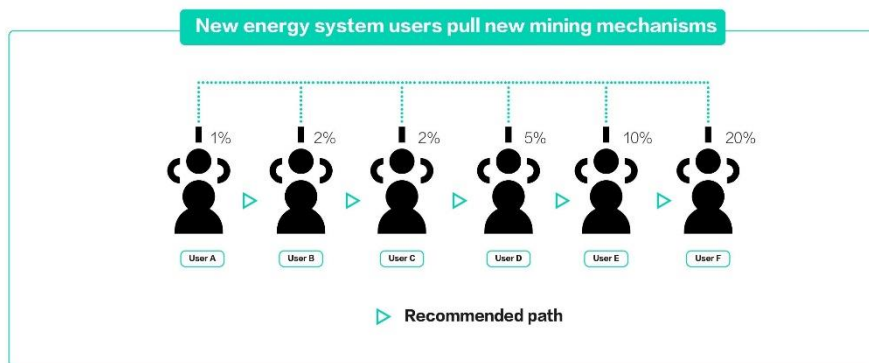 New energy system users pull new mining mechanisms
1% 2% 2% 5% 10% 20%
User A User B User C User D User E User F
Recommended path